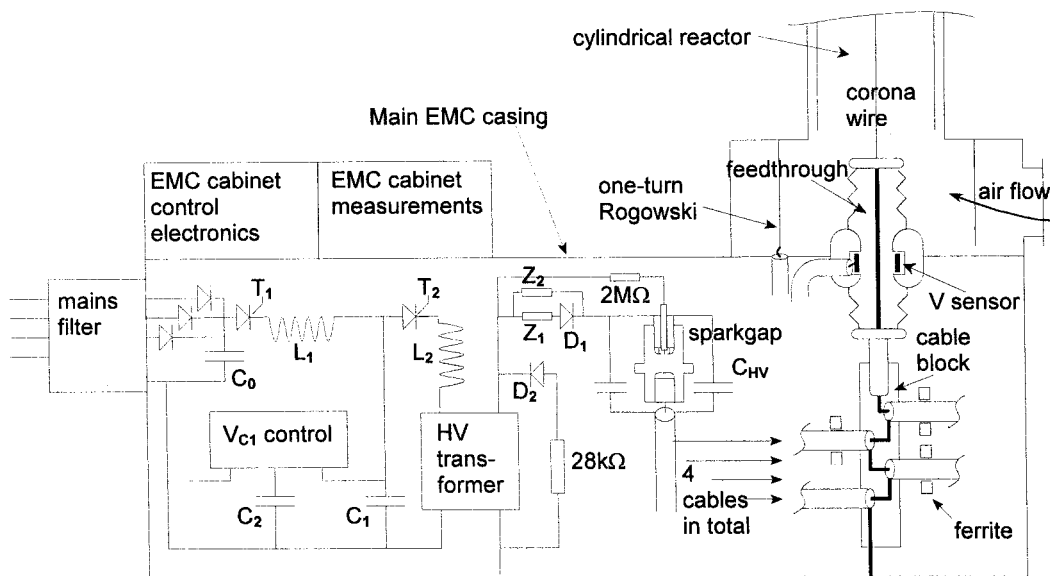 cylindrical reactor
corona
wire
Main EMC casing
feedthrough
EMC cabinet
control
electronics
EMC cabinet
measurements
one-turn
Rogowski
air flow
mains
filter
T1
T2
Z2
2MΩ
V sensor
L1
L2
Z1
D1
sparkgap
cable
block
C0
D2
CHV
VC1 control
HV
trans-
former
28kΩ
4
cables
in total
C2
C1
ferrite